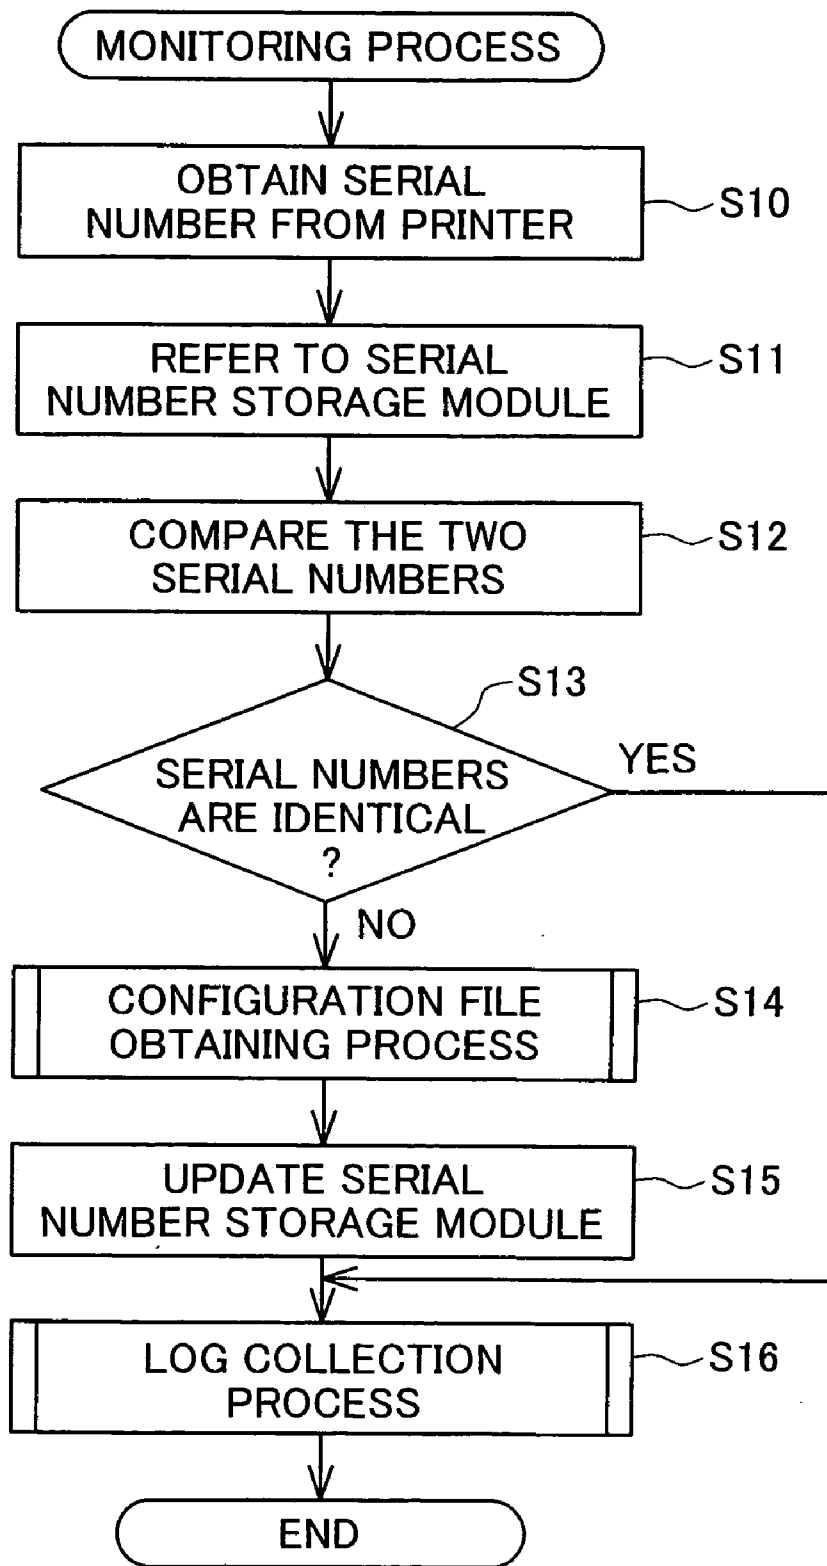 MONITORING PROCESS
OBTAIN SERIAL
NUMBER FROM PRINTER
S10
REFER TO SERIAL
NUMBER STORAGE MODULE
S11
COMPARE THE TWO
SERIAL NUMBERS
S12
S13
SERIAL NUMBERS
ARE IDENTICAL
?
YES
NO
CONFIGURATION FILE
OBTAINING PROCESS
S14
UPDATE SERIAL
NUMBER STORAGE MODULE
S15
LOG COLLECTION
PROCESS
S16
END